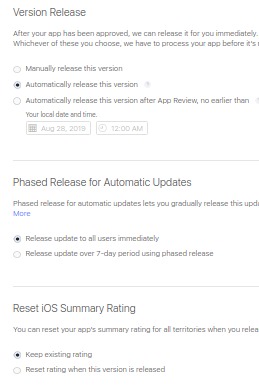 Version Release
After your app has been approved, we can release it for you immediately.
Whichever of these you choose, we have to process your app before it's
Manually release this version
Automatically release this version ?
Automatically release this version after App Review, no earlier than
Your local date and time.
Aug 28, 2019 12:00 AM
Phased Release for Automatic Updates
Phased release for automatic updates lets you gradually release this
More
Release update to all users immediately
Release update over 7-day period using phased release
Reset iOS Summary Rating
You can reset your app's summary rating for all territories when you
Keep existing rating
Reset rating when this version is released